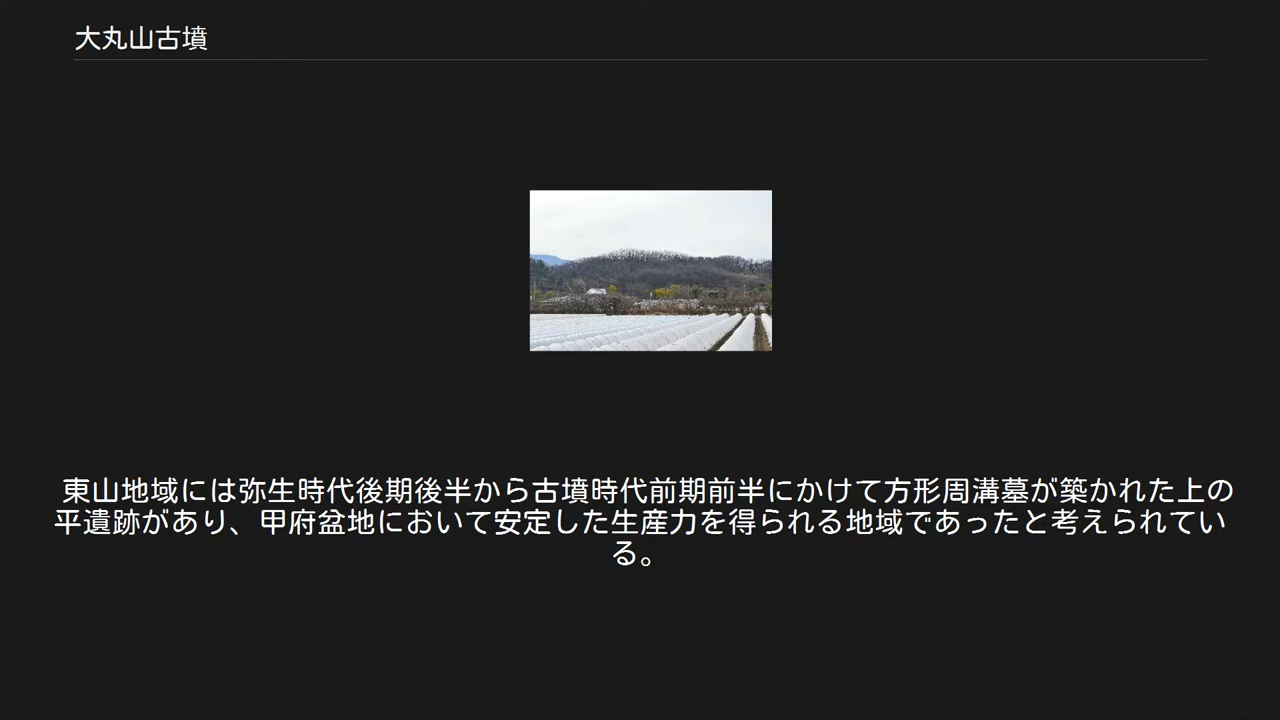 大丸山古墳
東山地域には弥生時代後期後半から古墳時代前期前半にかけて方形周溝墓が築かれた上の
平遺跡があり、甲府盆地において安定した生産力を得られる地域であったと考えられてい
る。